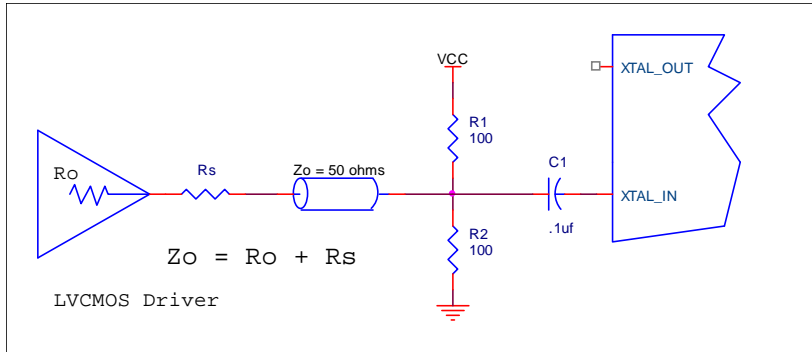 VCC
XTAL_OUT
R1
100
Ro
Rs
Zo = 50 ohms
C1
XTAL_IN
.1uf
R2
100
Zo = Ro + Rs
LVCMOS Driver